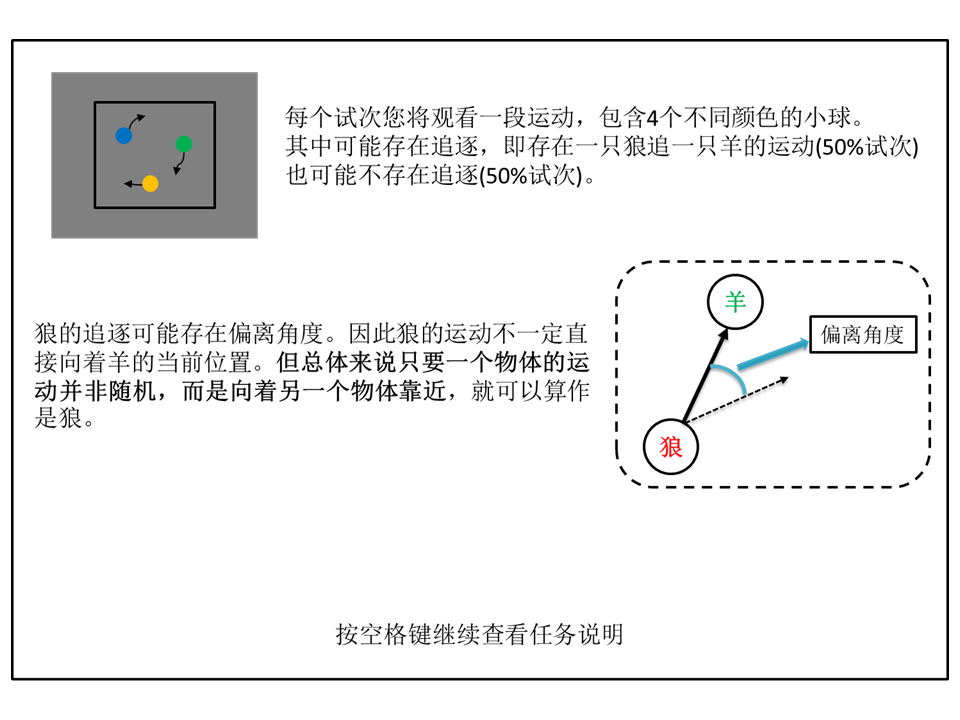 每个试次您将观看一段运动，包含4个不同颜色的小球。
其中可能存在追逐，即存在一只狼追一只羊的运动(50%试次)
也可能不存在追逐(50%试次)。
羊
偏离角度
狼
狼的追逐可能存在偏离角度。因此狼的运动不一定直
接向着羊的当前位置。但总体来说只要一个物体的运
动并非随机，而是向着另一个物体靠近，就可以算作
是狼。
按空格键继续查看任务说明